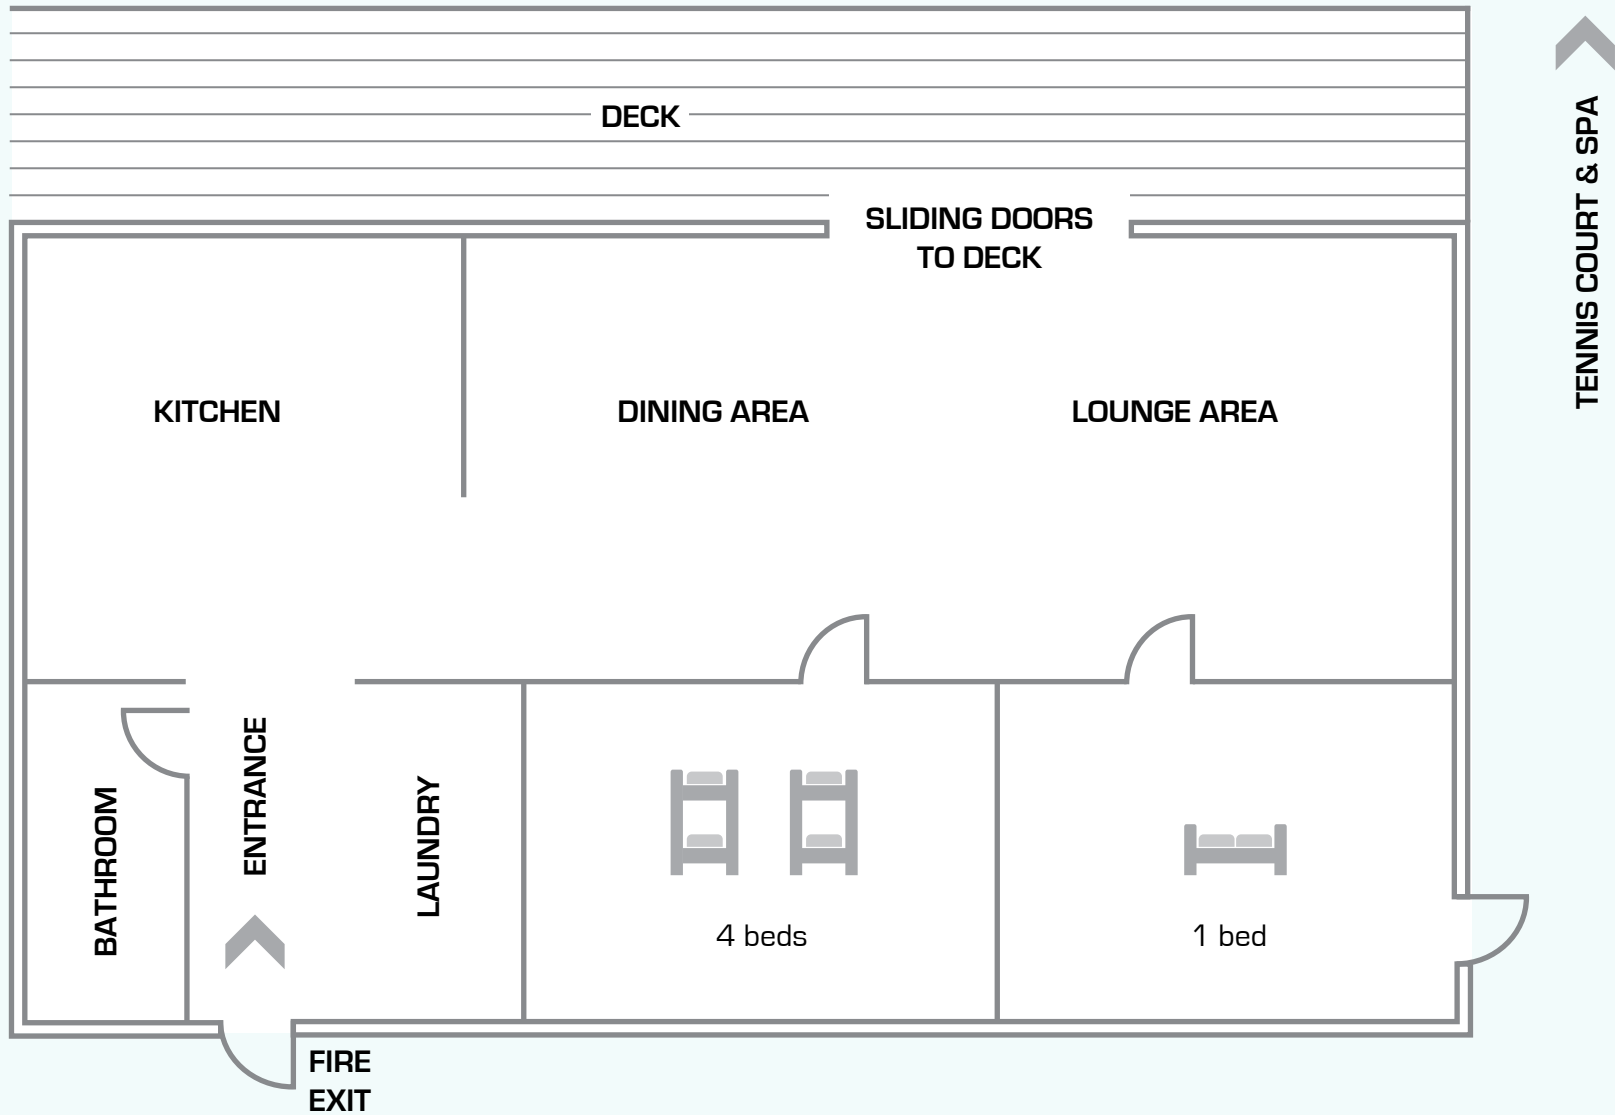 DECK
TENNIS COURT & SPA
SLIDING DOORS
TO DECK
KITCHEN
DINING AREA
LOUNGE AREA
BATHROOM
ENTRANCE
LAUNDRY
4 beds
1 bed
FIRE
EXIT